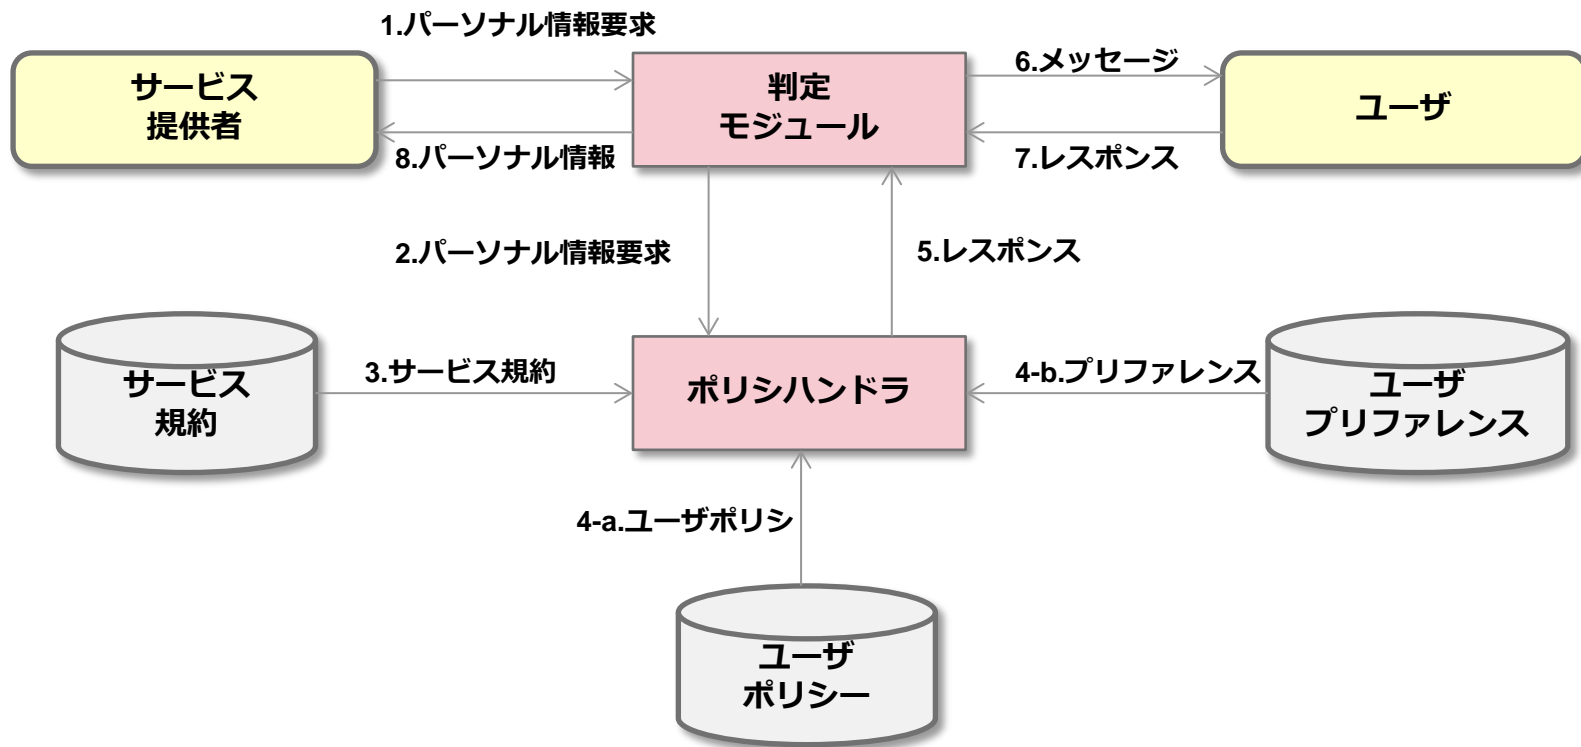 1.パーソナル情報要求
サービス
提供者
判定
モジュール
6.メッセージ
ユーザ
8.パーソナル情報
7.レスポンス
2.パーソナル情報要求
5.レスポンス
サービス
規約
3.サービス規約
ポリシハンドラ
4-b.プリファレンス
ユーザ
プリファレンス
4-a.ユーザポリシ
ユーザ
ポリシー